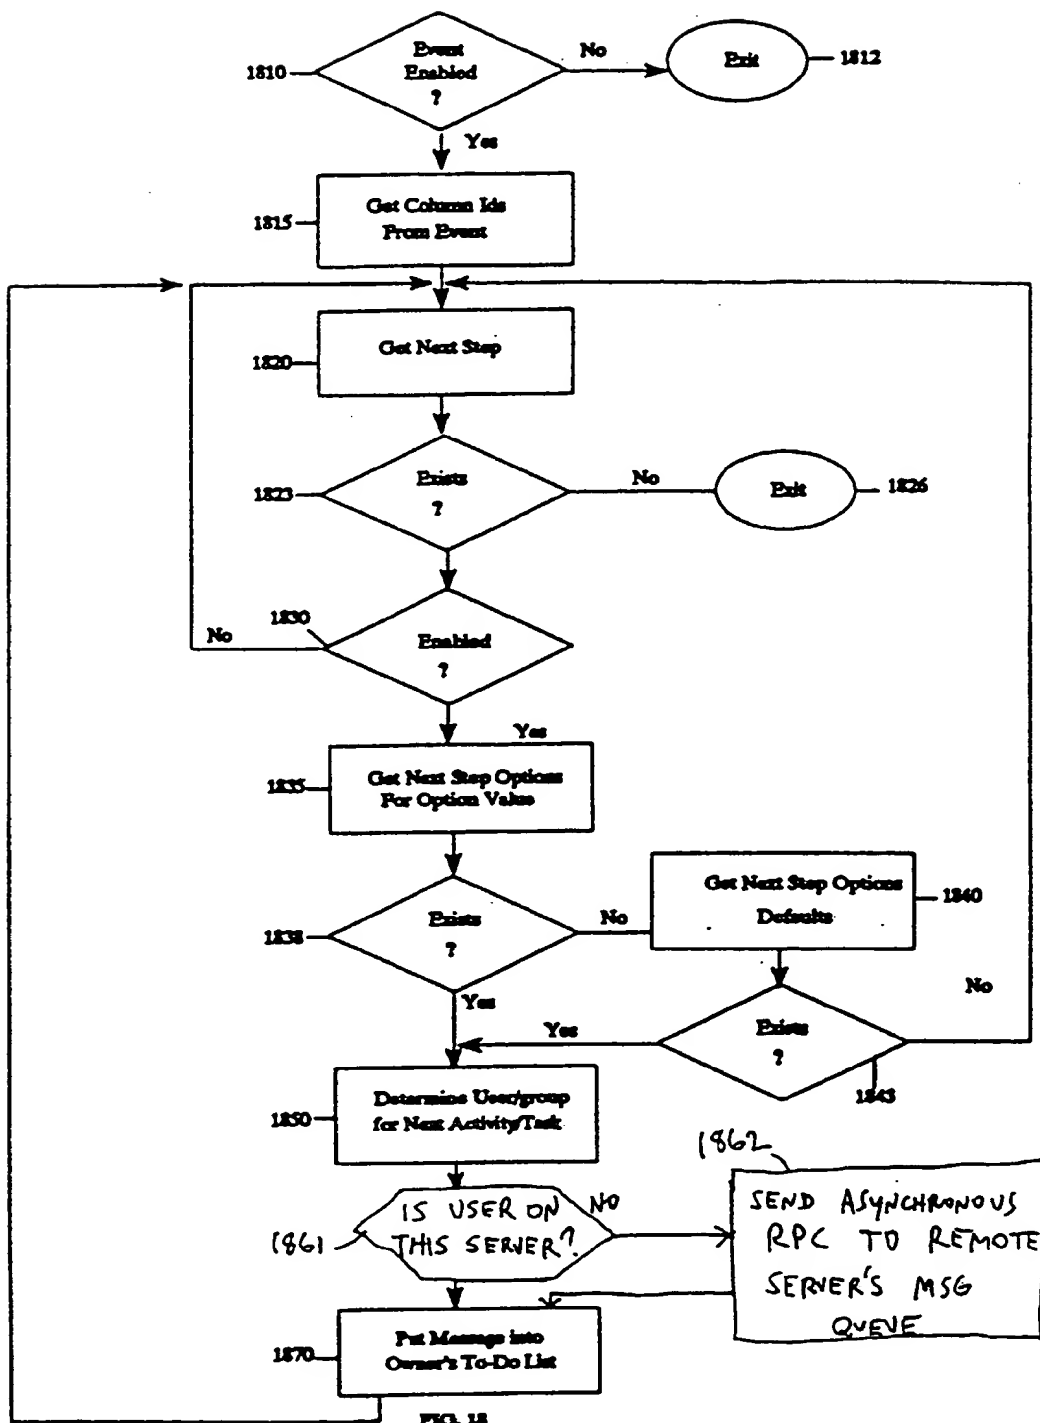 Event
Enabled
?
1810
No
Exit
1812
Yes
Get Column Ids
From Event
1815
Get Next Step
1820
Exists
?
1823
No
Exit
1826
1830
No
Enabled
?
Yes
Get Next Step Options
For Option Value
1835
Exists
?
1838
No
Get Next Step Options
Defaults
1840
Yes
Yes
Exists
?
No
1843
Determine User/group
for Next Activity/Task
1850
1862
IS USER ON
THIS SERVER?
1861
NO
SEND ASYNCHRONOUS
RPC TO REMOTE
SERVER'S MSG
QUEUE
Put Message into
Owner's To-Do List
1870
FIG. 18